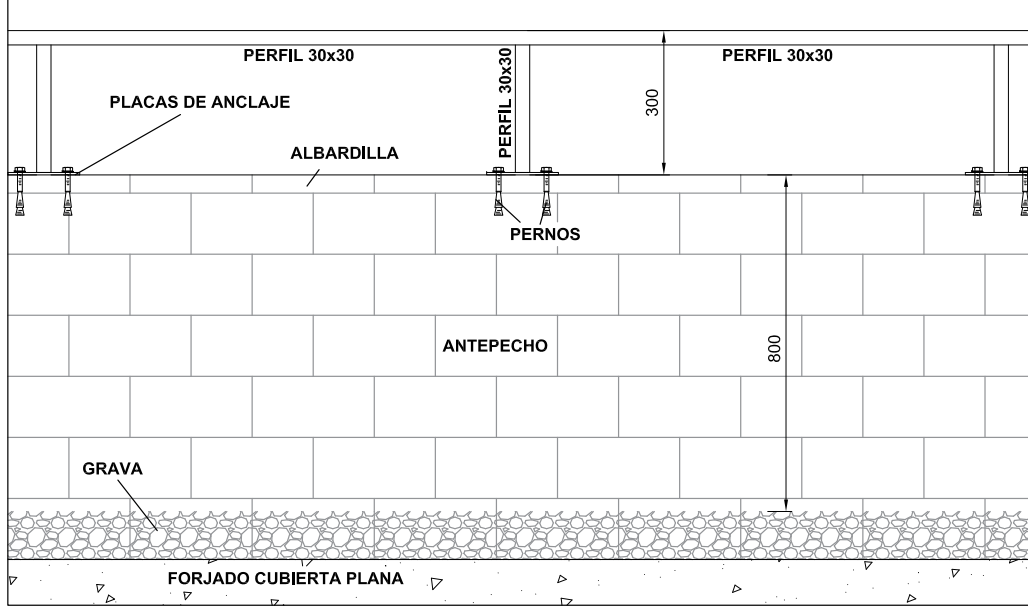 PERFIL 30x30
PERFIL 30x30
PERFIL 30x30
300
PLACAS DE ANCLAJE
ALBARDILLA
PERNOS
ANTEPECHO
800
GRAVA
FORJADO CUBIERTA PLANA